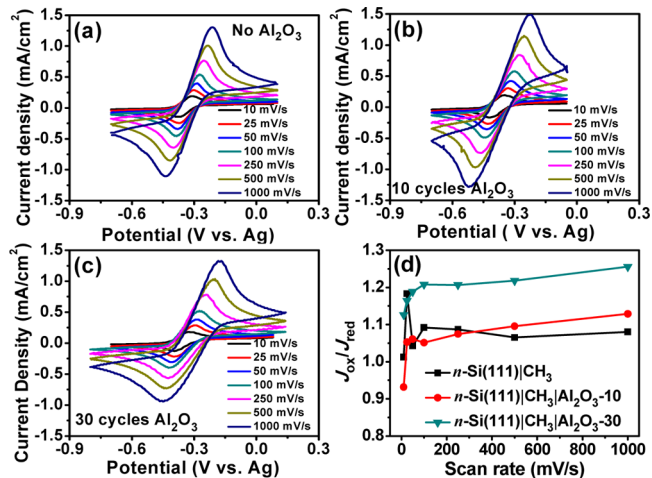 (a)
No Al₂O₃
Current density (mA/cm²)
1.5
1.0
0.5
0.0
-0.5
-1.0
-1.5
10 mV/s
25 mV/s
50 mV/s
100 mV/s
250 mV/s
500 mV/s
1000 mV/s
-0.9
-0.6
-0.3
0.0
0.3
Potential (V vs. Ag)
(b)
Current density (mA/cm²)
1.5
1.0
0.5
0.0
-0.5
-1.0
-1.5
10 mV/s
25 mV/s
50 mV/s
100 mV/s
250 mV/s
500 mV/s
1000 mV/s
10 cycles Al₂O₃
-0.9
-0.6
-0.3
0.0
0.3
Potential ( V vs. Ag)
(c)
Current Density (mA/cm²)
1.5
1.0
0.5
0.0
-0.5
-1.0
-1.5
10 mV/s
25 mV/s
50 mV/s
100 mV/s
250 mV/s
500 mV/s
1000 mV/s
30 cycles Al₂O₃
-0.9
-0.6
-0.3
0.0
0.3
Potential (V vs. Ag)
(d)
Jox/Jred
1.3
1.2
1.1
1.0
0.9
0.8
n-Si(111)|CH₃
n-Si(111)|CH₃|Al₂O₃-10
n-Si(111)|CH₃|Al₂O₃-30
0
200
400
600
800
1000
Scan rate (mV/s)